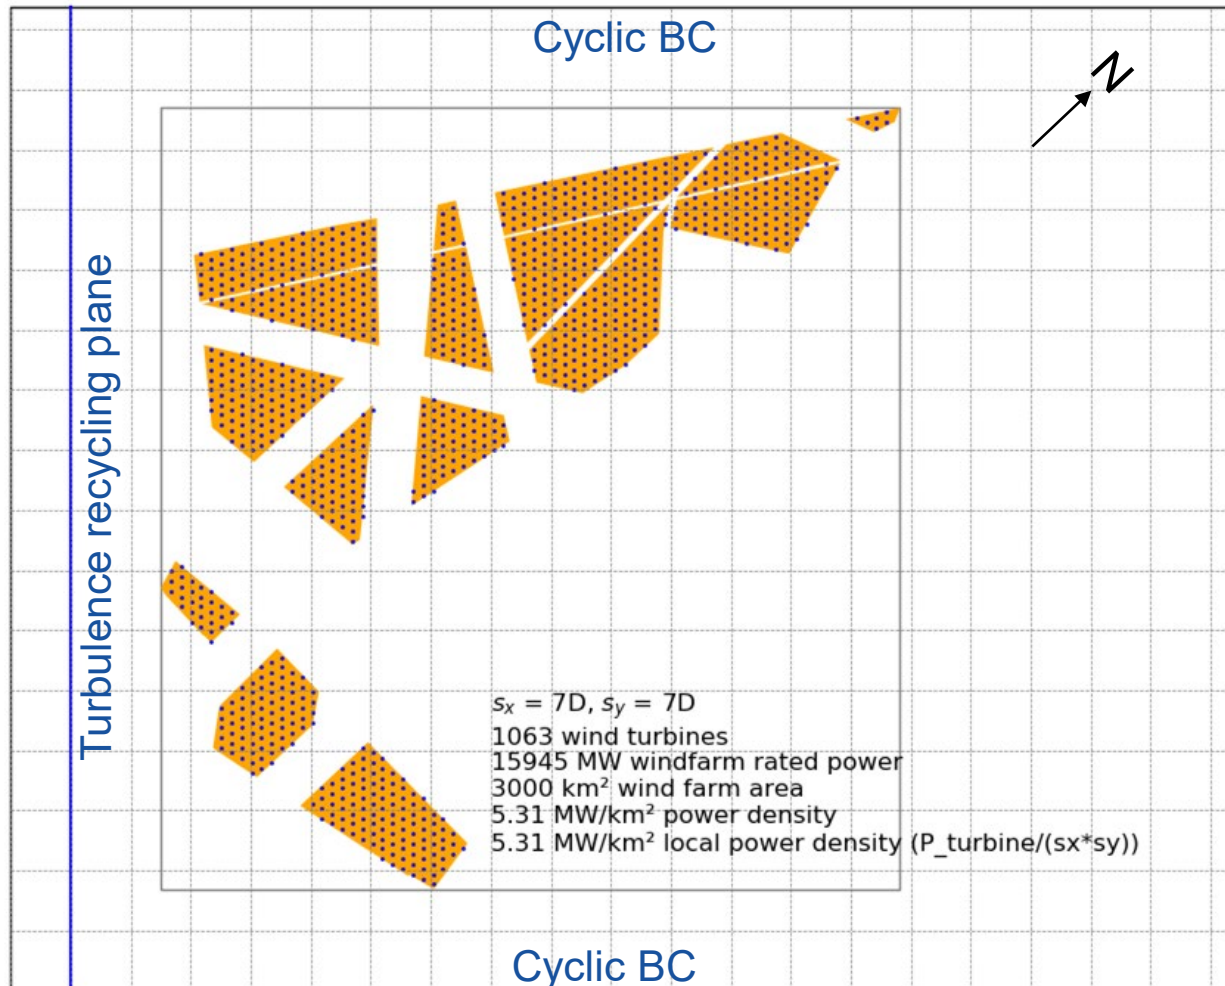 Cyclic BC
N
Turbulence recycling plane
sx = 7D, sy = 7D
1063 wind turbines
15945 MW windfarm rated power
3000 km² wind farm area
5.31 MW/km² power density
5.31 MW/km² local power density (P_turbine/(sx*sy))
Cyclic BC